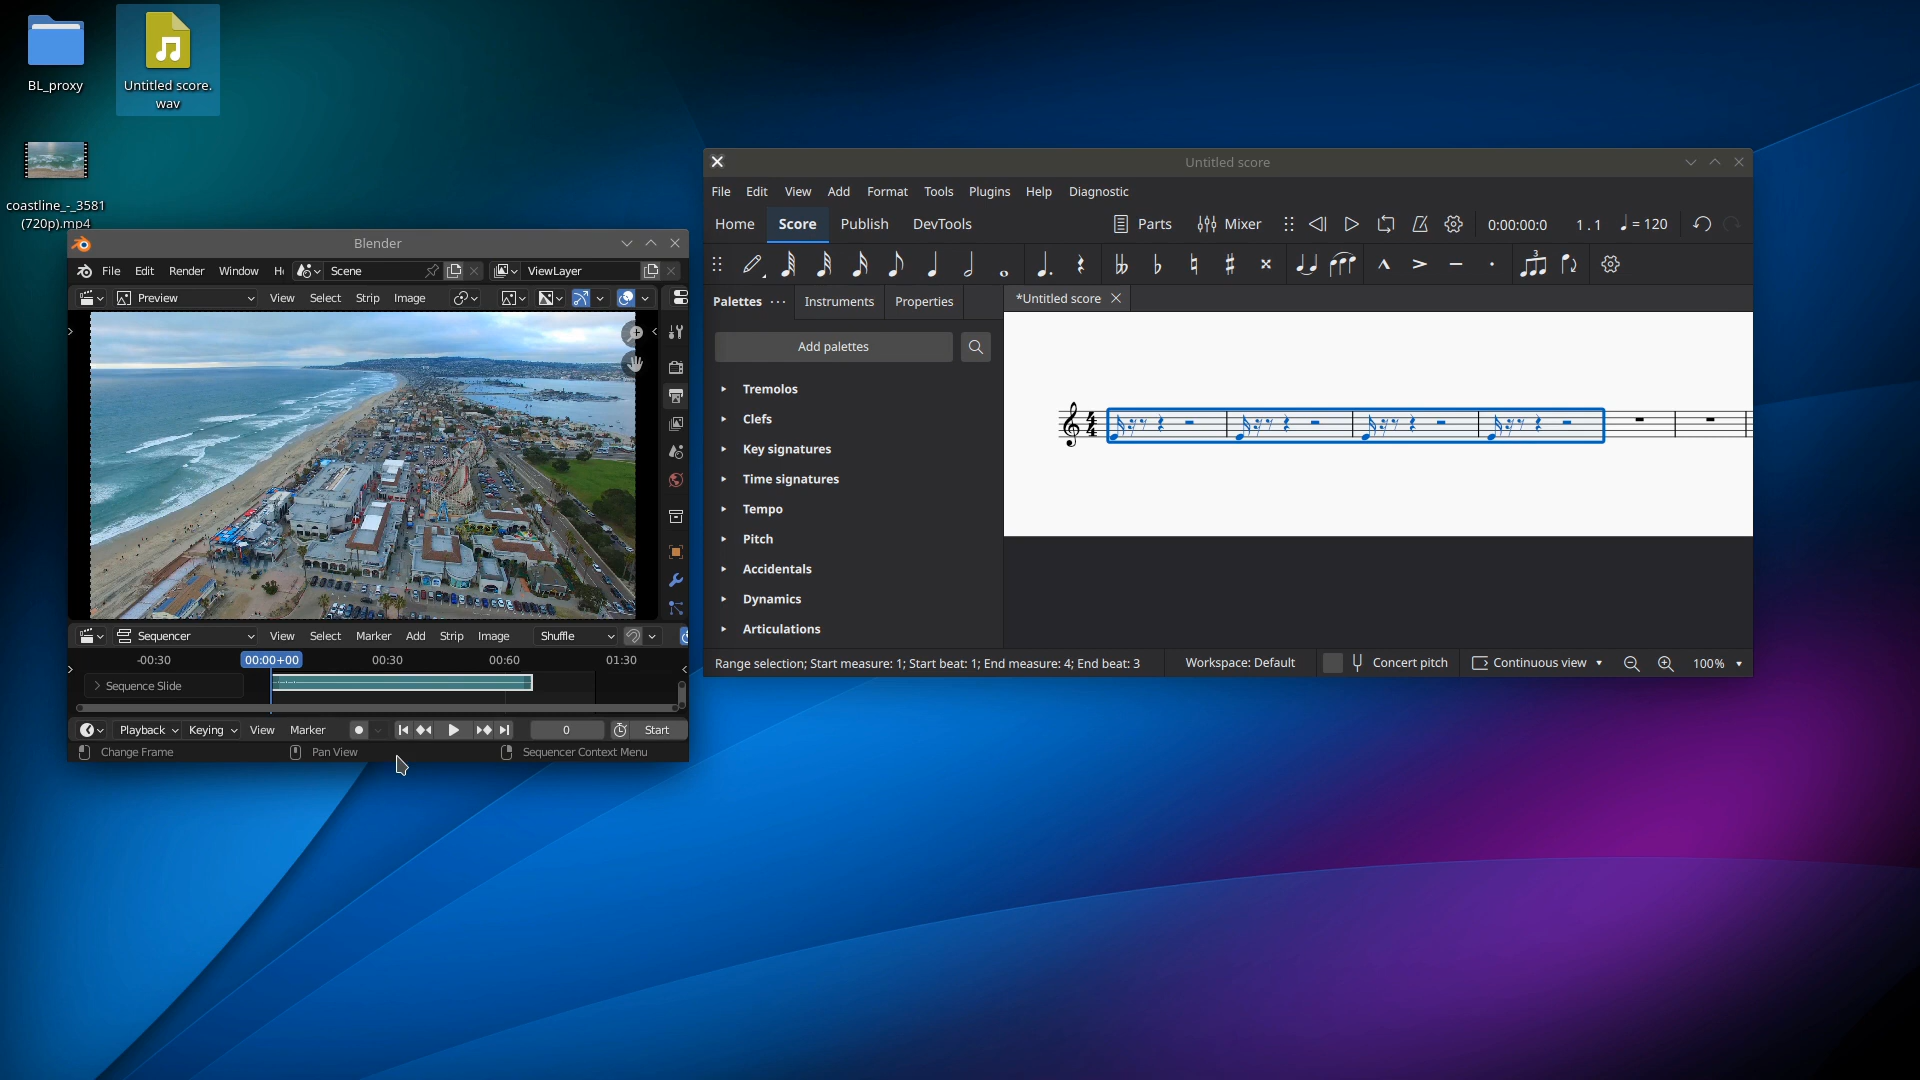 BL_proxy
Untitled score.
wav
coastline_-_3581
(720p).mp4
Blender
File Edit Render Window H Scene ViewLayer
Preview View Select Strip Image
Sequencer View Select Marker Add Strip Image Shuffle
-00:30 00:00+00 00:30 00:60 01:30
Sequence Slide
Playback Keying View Marker 0 Start
Change Frame Pan View Sequencer Context Menu
Untitled score
File Edit View Add Format Tools Plugins Help Diagnostic
Home Score Publish DevTools Parts Mixer 0:00:00:0 1 . 1 = 120
3
Palettes Instruments Properties *Untitled score
Add palettes
Tremolos
Clefs
Key signatures
Time signatures
Tempo
Pitch
Accidentals
Dynamics
Articulations
4
4
Range selection; Start measure: 1; Start beat: 1; End measure: 4; End beat: 3 Workspace: Default Concert pitch Continuous view 100%